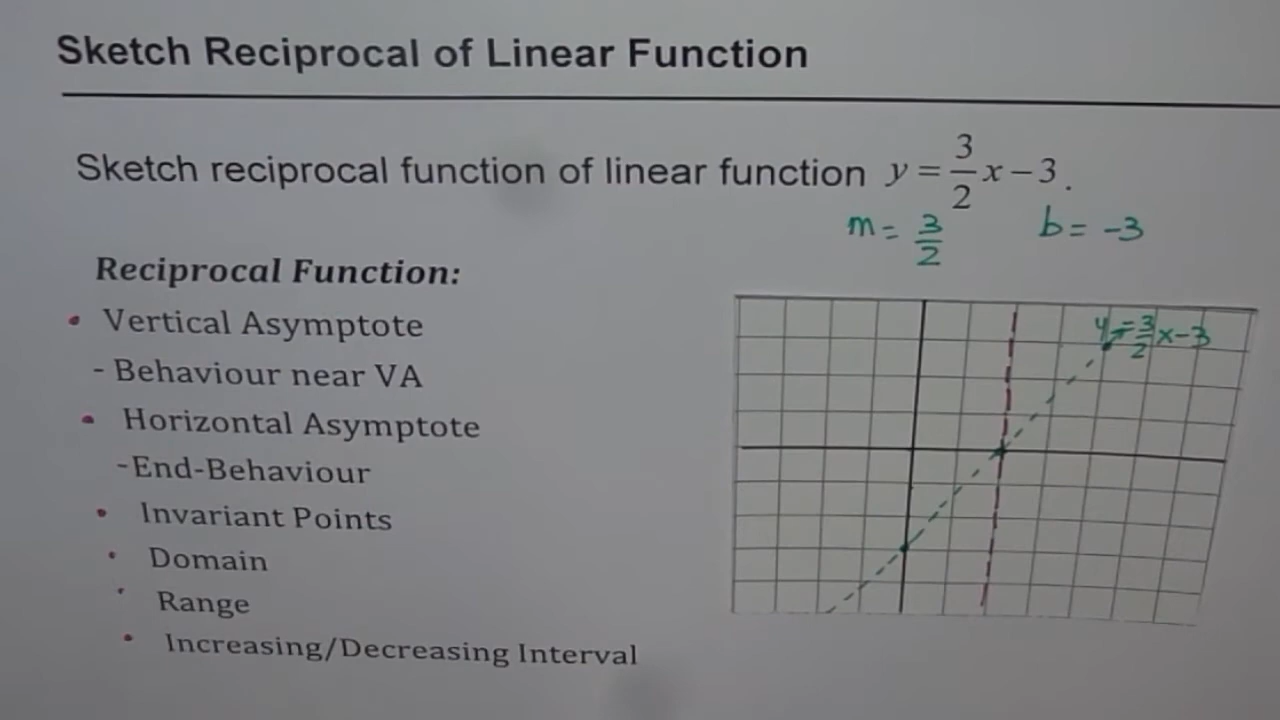 Sketch Reciprocal of Linear Function
Sketch reciprocal function of linear function y = 3/2 x − 3.
m = 3/2 b = -3
Reciprocal Function:
• Vertical Asymptote
- Behaviour near VA
• Horizontal Asymptote
-End-Behaviour
• Invariant Points
• Domain
• Range
• Increasing/Decreasing Interval
y = 3/2 x - 3